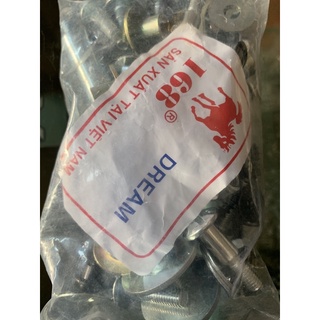 168®
SẢN XUẤT TẠI VIỆT NAM
DREAM